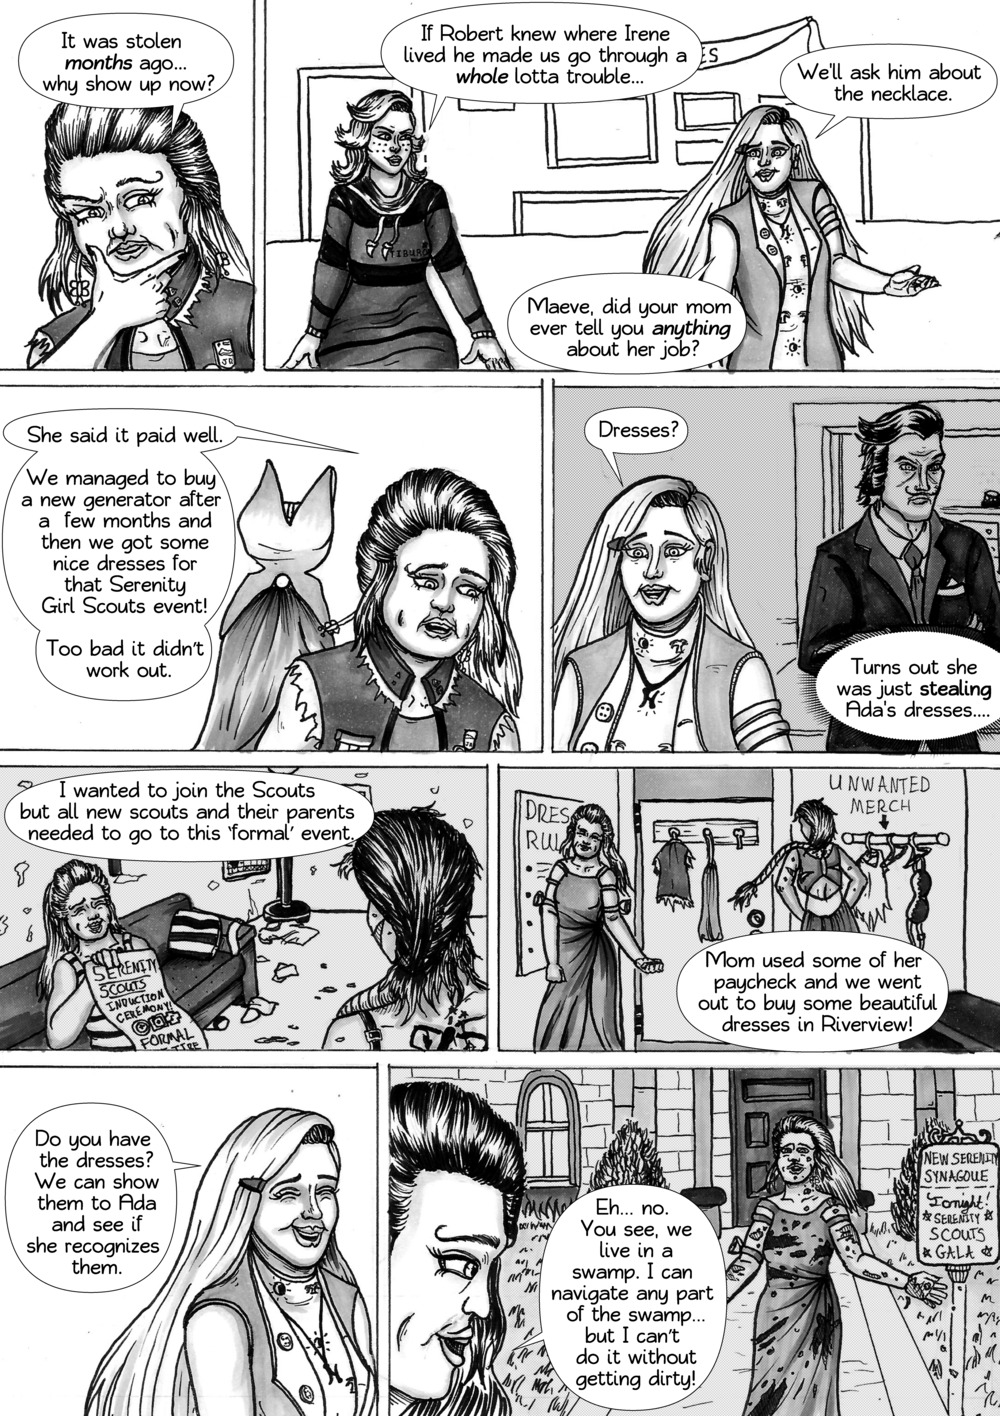 It was stolen
months ago...
why show up now?
JR
If Robert knew where Irene
lived he made us go through a
whole lotta trouble...
ES
We'll ask him about
the necklace.
TIBURO
Maeve, did your mom
ever tell you anything
about her job?
She said it paid well.
We managed to buy
a new generator after
a few months and
then we got some
nice dresses for
that Serenity
Girl Scouts event!
Too bad it didn't
work out.
Dresses?
Turns out she
was just stealing
Ada's dresses....
I wanted to join the Scouts
but all new scouts and their parents
needed to go to this 'formal' event.
SERENITY
SCOUTS
INDUCTION
CEREMONY!
FORMAL
DRES
RUL
UNWANTED
MERCH
Mom used some of her
paycheck and we went
out to buy some beautiful
dresses in Riverview!
Do you have
the dresses?
We can show
them to Ada
and see if
she recognizes
them.
Eh... no.
You see, we
live in a
swamp. I can
navigate any part
of the swamp...
but I can't
do it without
getting dirty!
NEW SERENITY
SYNAGOUE
Tonight!
SERENITY
SCOUTS
GALA